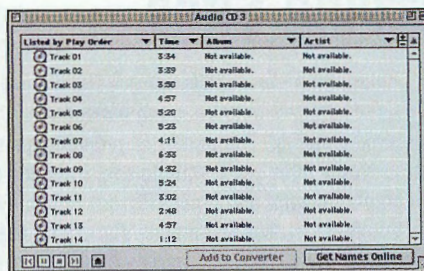 Audio CD 3
Listed by Play Order Time Album Artist
Track 01 3:34 Not available. Not available.
Track 02 3:39 Not available. Not available.
Track 03 3:50 Not available. Not available.
Track 04 4:57 Not available. Not available.
Track 05 5:20 Not available. Not available.
Track 06 5:23 Not available. Not available.
Track 07 4:11 Not available. Not available.
Track 08 6:33 Not available. Not available.
Track 09 4:32 Not available. Not available.
Track 10 5:24 Not available. Not available.
Track 11 3:02 Not available. Not available.
Track 12 2:48 Not available. Not available.
Track 13 4:57 Not available. Not available.
Track 14 1:12 Not available. Not available.
Add to Converter Get Names Online